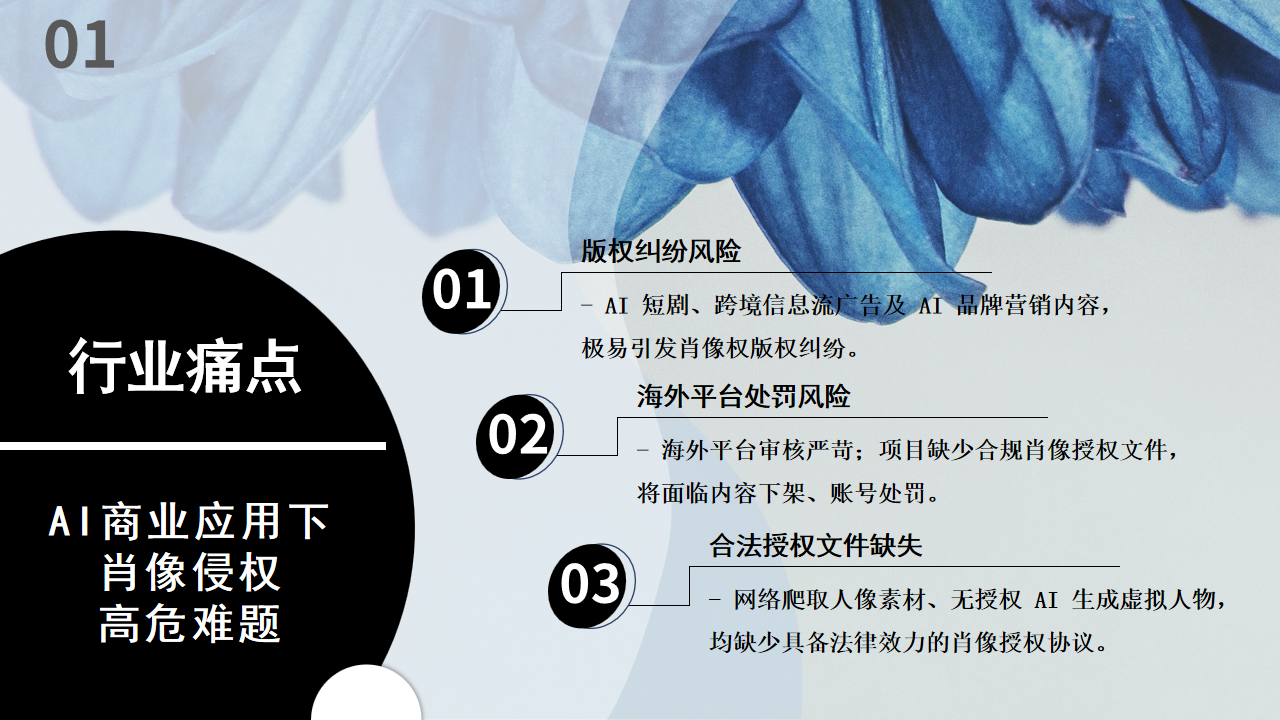 01
行业痛点
AI商业应用下
肖像侵权
高危难题
01
版权纠纷风险
– AI 短剧、跨境信息流广告及 AI 品牌营销内容，
极易引发肖像权版权纠纷。
02
海外平台处罚风险
– 海外平台审核严苛；项目缺少合规肖像授权文件，
将面临内容下架、账号处罚。
03
合法授权文件缺失
– 网络爬取人像素材、无授权 AI 生成虚拟人物，
均缺少具备法律效力的肖像授权协议。